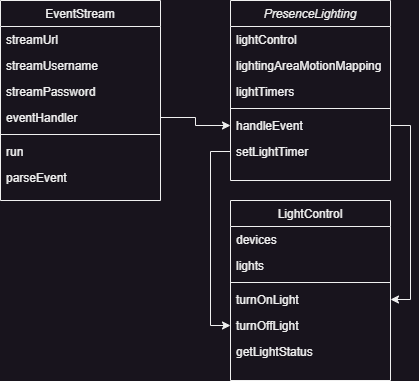 EventStream
streamUrl
streamUsername
streamPassword
eventHandler
run
parseEvent
PresenceLighting
lightControl
lightingAreaMotionMapping
lightTimers
handleEvent
setLightTimer
LightControl
devices
lights
turnOnLight
turnOffLight
getLightStatus